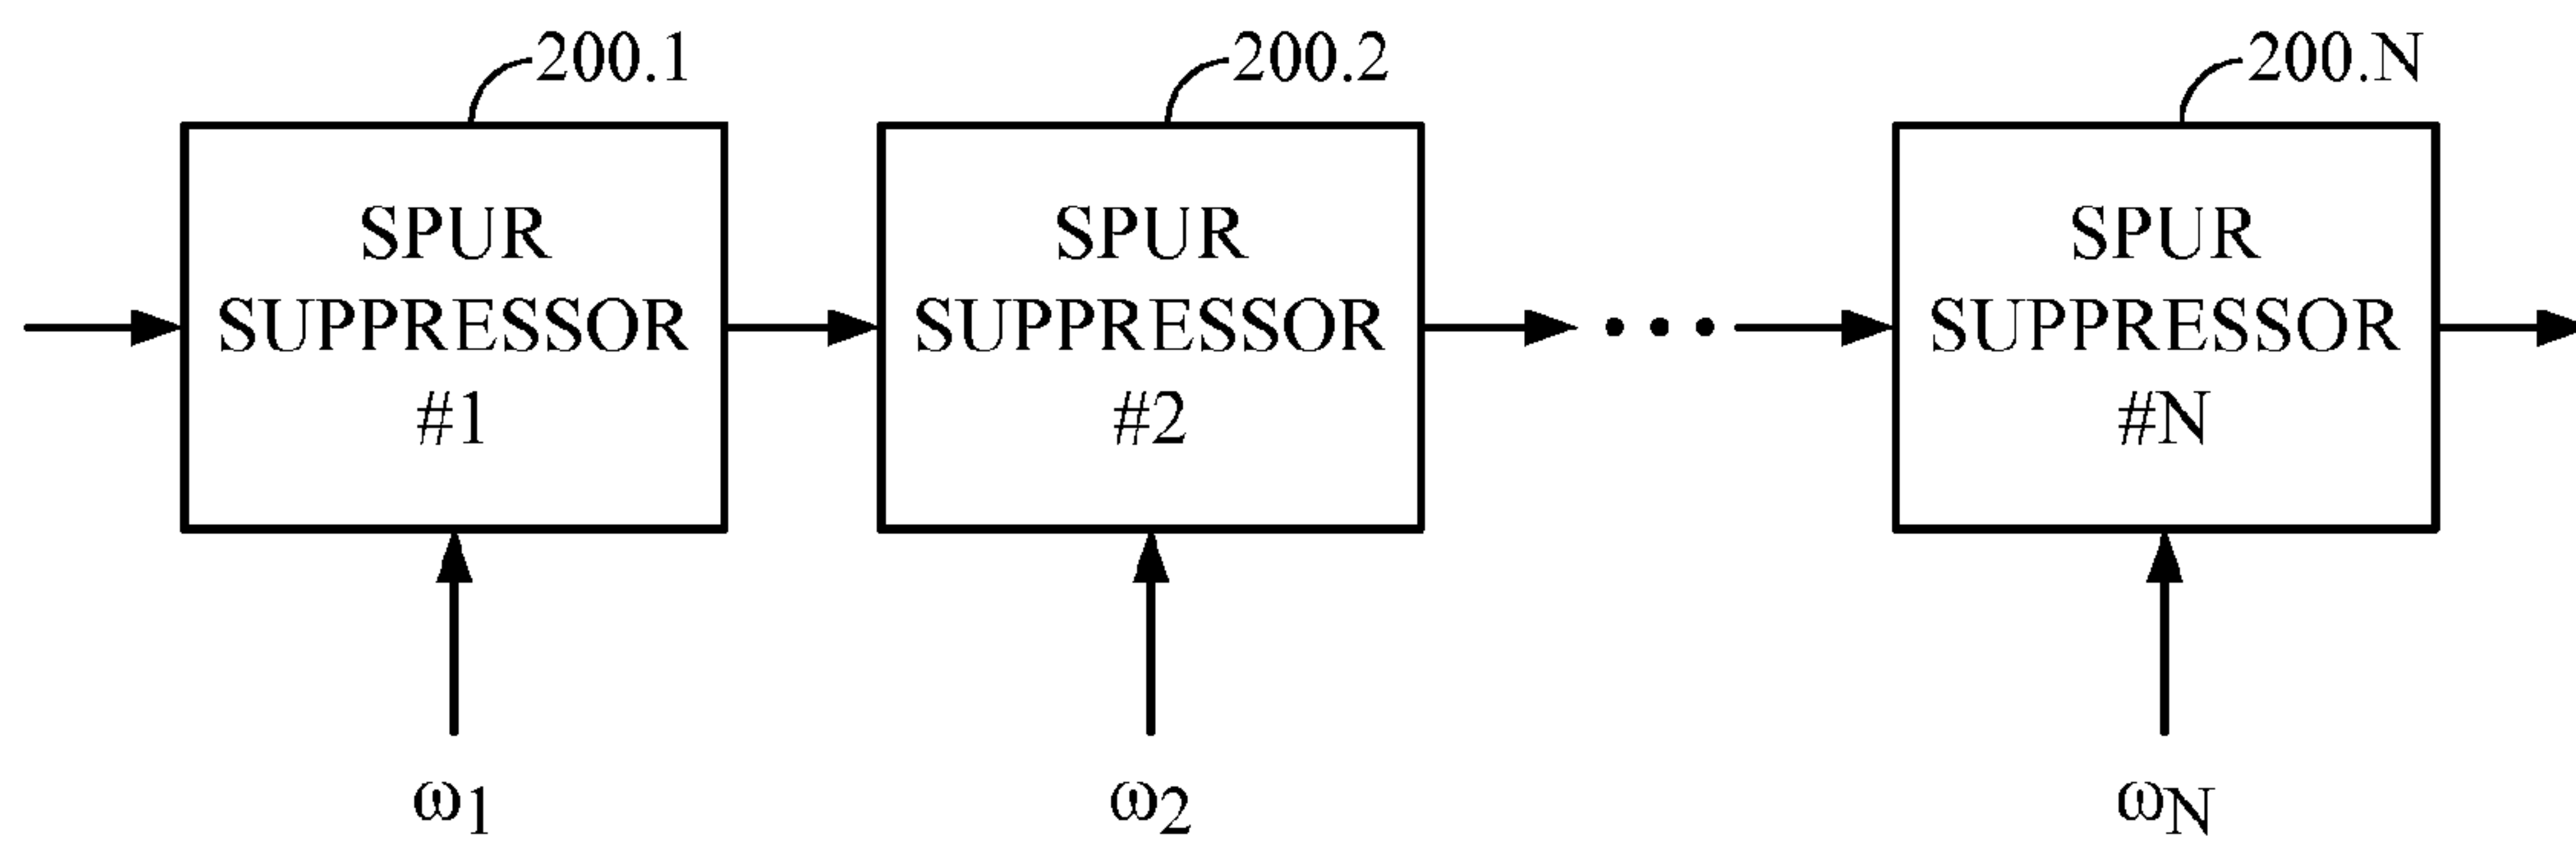 200.1
200.2
200.N
SPUR
SUPPRESSOR
#1
SPUR
SUPPRESSOR
#2
SPUR
SUPPRESSOR
#N
ω1
ω2
ωN